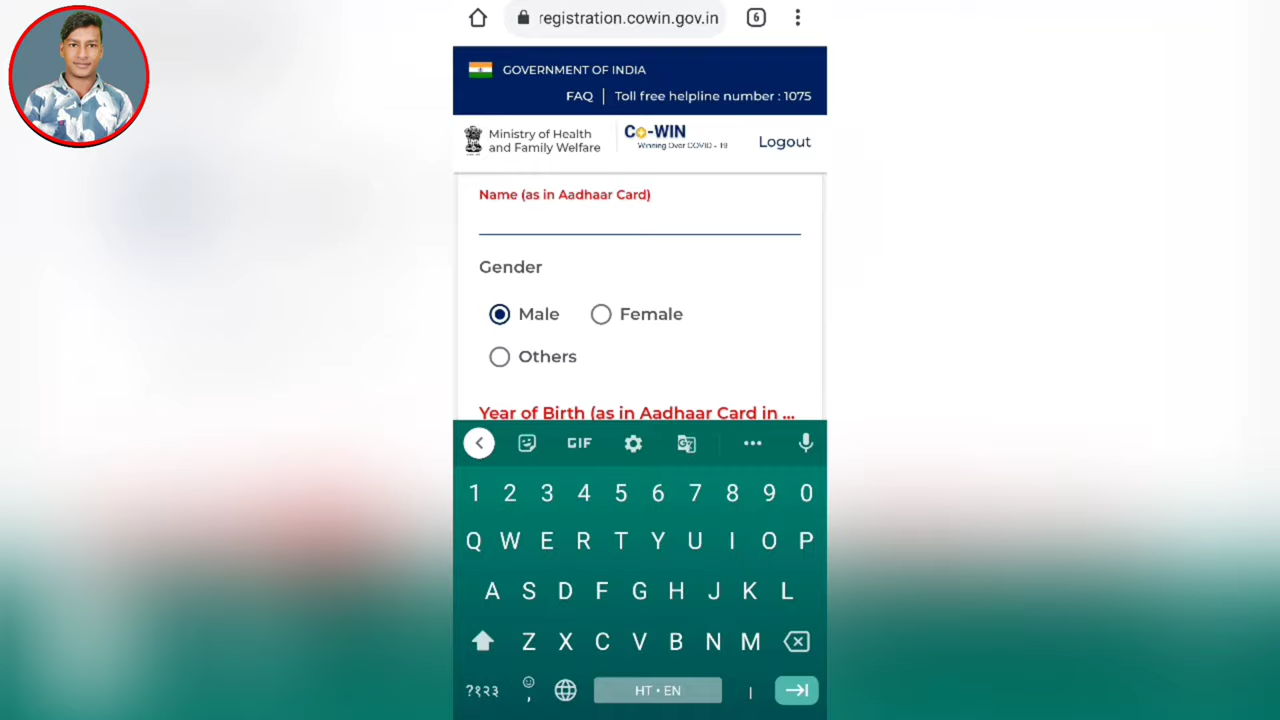 registration.cowin.gov.in 6
GOVERNMENT OF INDIA
FAQ | Toll free helpline number : 1075
Ministry of Health
and Family Welfare
Co-WIN
Winning Over COVID - 19
Logout
Name (as in Aadhaar Card)
Gender
Male Female
Others
Year of Birth (as in Aadhaar Card in ...
GIF
1 2 3 4 5 6 7 8 9 0
Q W E R T Y U I O P
A S D F G H J K L
Z X C V B N M
?१२३ , HT • EN |